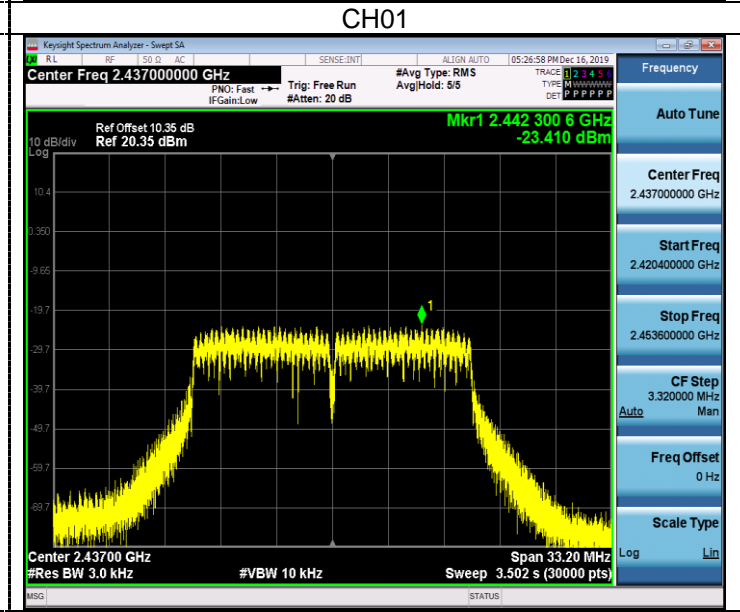 CH01
Keysight Spectrum Analyzer - Swept SA
RL RF 50 Ω AC SENSE:INT ALIGN AUTO 05:26:58 PM Dec 16, 2019
Center Freq 2.437000000 GHz #Avg Type: RMS TRACE 1 2 3 4 5 6
PNO: Fast Trig: Free Run Avg|Hold: 5/5 TYPE M WWWWW
IFGain:Low #Atten: 20 dB DET P P P P P P
Frequency
Mkr1 2.442 300 6 GHz
Ref Offset 10.35 dB
10 dB/div Ref 20.35 dBm -23.410 dBm
Log
10.4
0.350
-9.65
-19.7
-29.7
-39.7
-49.7
-59.7
-69.7
1
Center 2.43700 GHz Span 33.20 MHz
#Res BW 3.0 kHz #VBW 10 kHz Sweep 3.502 s (30000 pts)
MSG STATUS
Auto Tune
Center Freq
2.437000000 GHz
Start Freq
2.420400000 GHz
Stop Freq
2.453600000 GHz
CF Step
3.320000 MHz
Auto Man
Freq Offset
0 Hz
Scale Type
Log Lin